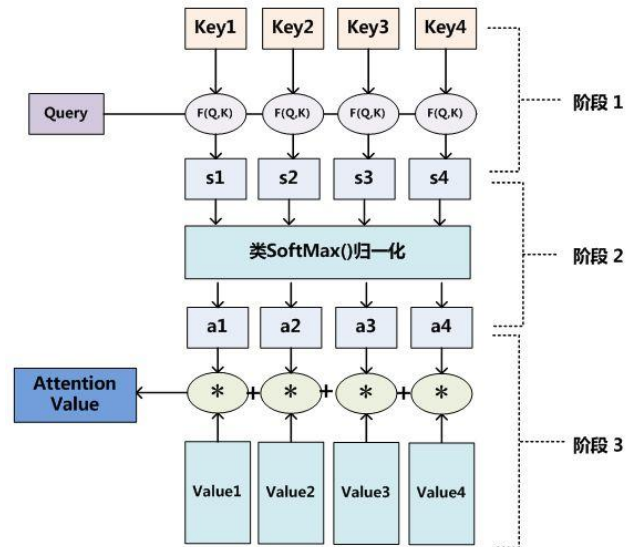 Key1 Key2 Key3 Key4
阶段 1
Query F(Q,K) F(Q,K) F(Q,K) F(Q,K)
s1 s2 s3 s4
类SoftMax()归一化
阶段 2
a1 a2 a3 a4
Attention
Value
* + * + * + *
阶段 3
Value1 Value2 Value3 Value4